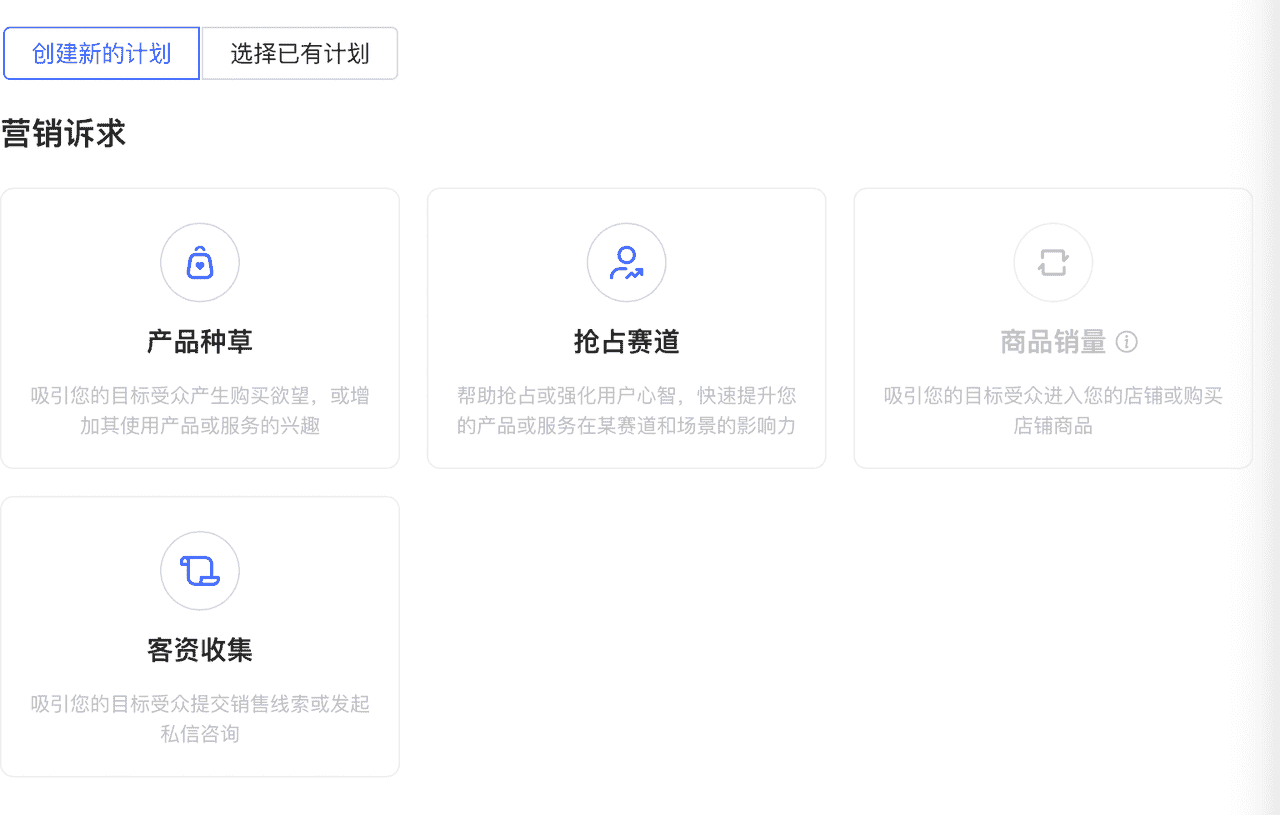 创建新的计划
选择已有计划
营销诉求
产品种草
吸引您的目标受众产生购买欲望，或增
加其使用产品或服务的兴趣
抢占赛道
帮助抢占或强化用户心智，快速提升您
的产品或服务在某赛道和场景的影响力
商品销量
吸引您的目标受众进入您的店铺或购买
店铺商品
客资收集
吸引您的目标受众提交销售线索或发起
私信咨询